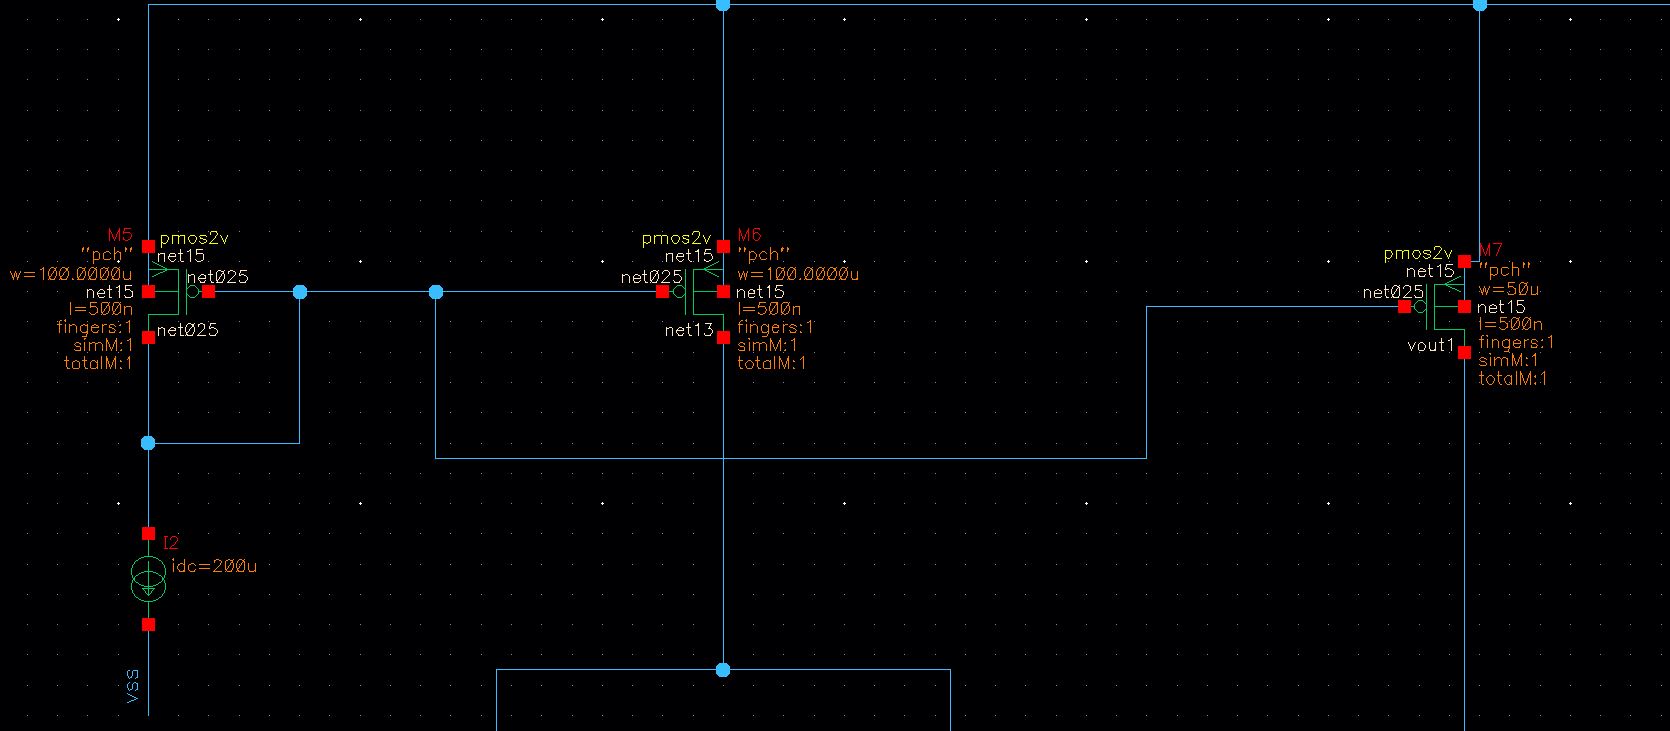 M5
pmos2v
"pch"
net15
w=100.0000u
net025
net15
l=500n
fingers:1
net025
simM:1
totalM:1
M6
pmos2v
"pch"
net15
w=100.0000u
net025
net15
l=500n
fingers:1
net13
simM:1
totalM:1
M7
pmos2v
"pch"
net15
w=50u
net025
net15
l=500n
fingers:1
vout1
simM:1
totalM:1
I2
idc=200u
vss